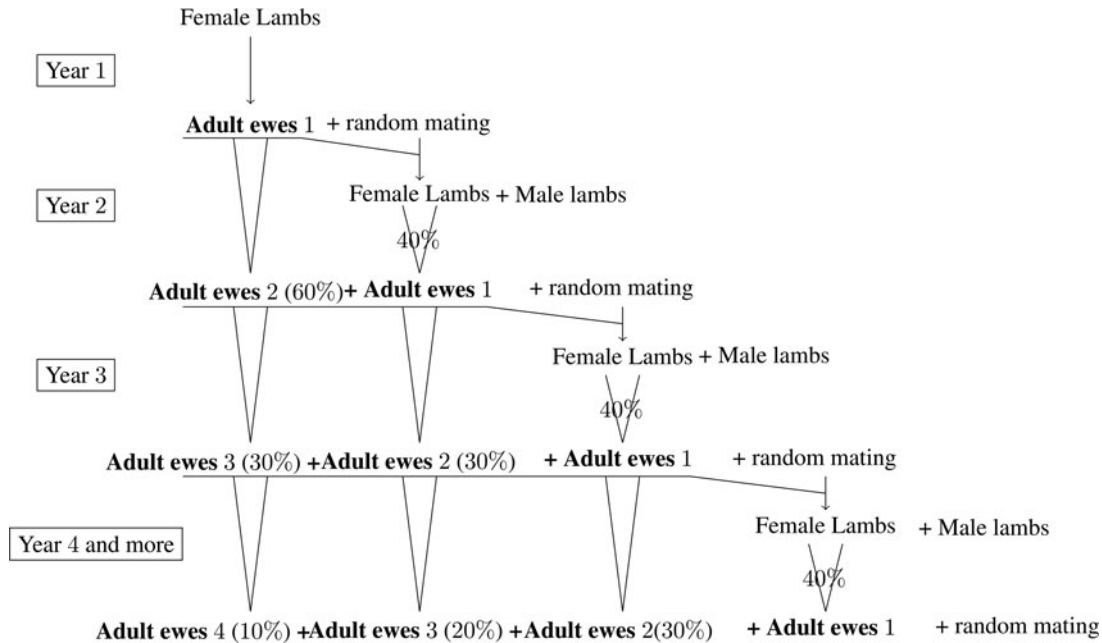 Female Lambs
Year 1
Adult ewes 1 + random mating
Year 2
Female Lambs + Male lambs
40%
Adult ewes 2 (60%)+ Adult ewes 1 + random mating
Year 3
Female Lambs + Male lambs
40%
Adult ewes 3 (30%) +Adult ewes 2 (30%) + Adult ewes 1 + random mating
Year 4 and more
Female Lambs + Male lambs
40%
Adult ewes 4 (10%) +Adult ewes 3 (20%) +Adult ewes 2(30%) + Adult ewes 1 + random mating